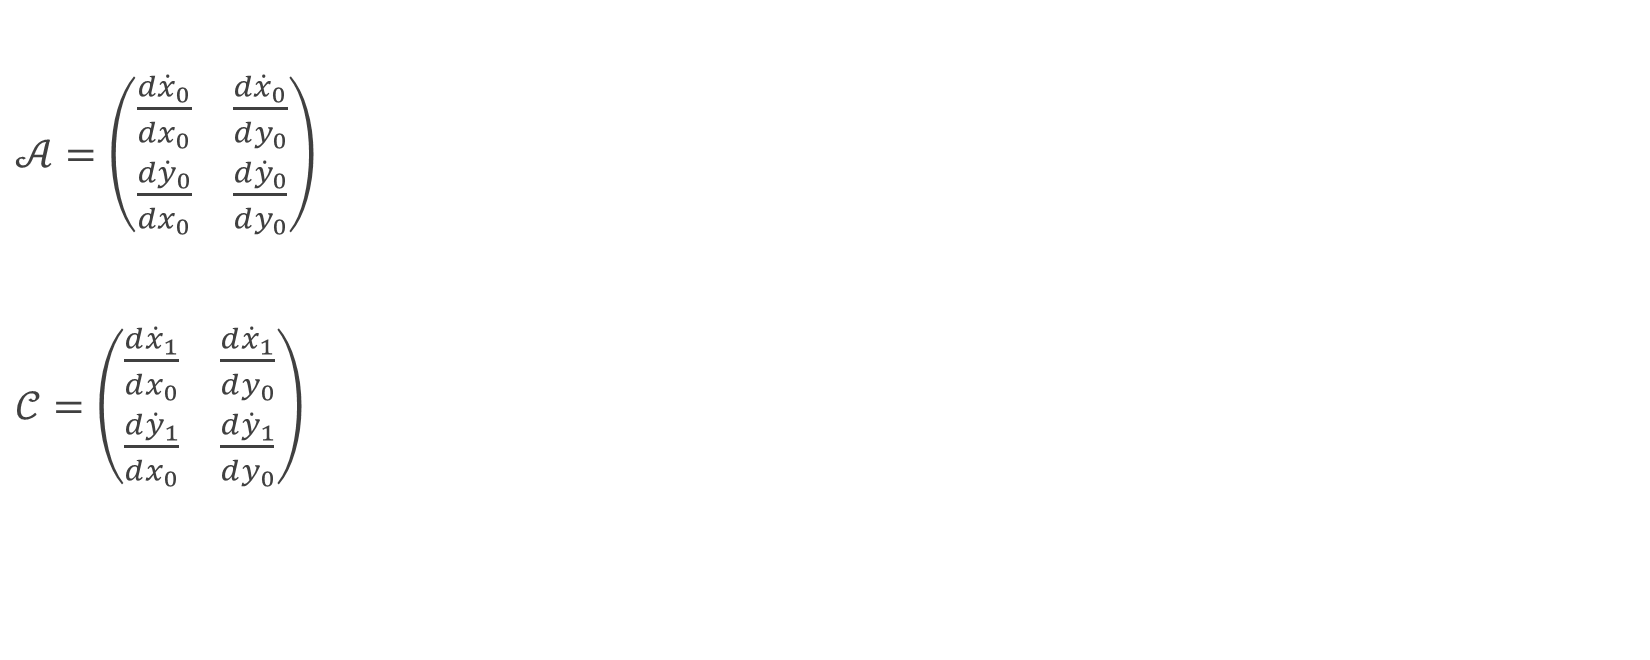 𝒜 = ( dẋ₀/dx₀ dẋ₀/dy₀
dẏ₀/dx₀ dẏ₀/dy₀ )
𝒞 = ( dẋ₁/dx₀ dẋ₁/dy₀
dẏ₁/dx₀ dẏ₁/dy₀ )